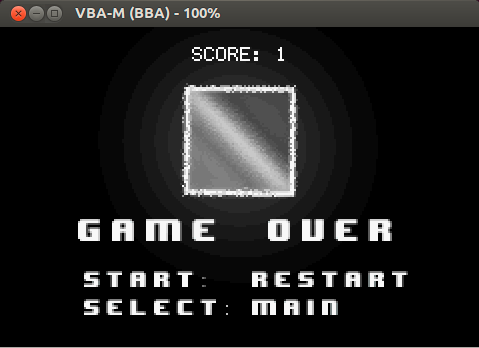 VBA-M (BBA) - 100%
SCORE: 1
GAME OVER
START: RESTART
SELECT: MAIN